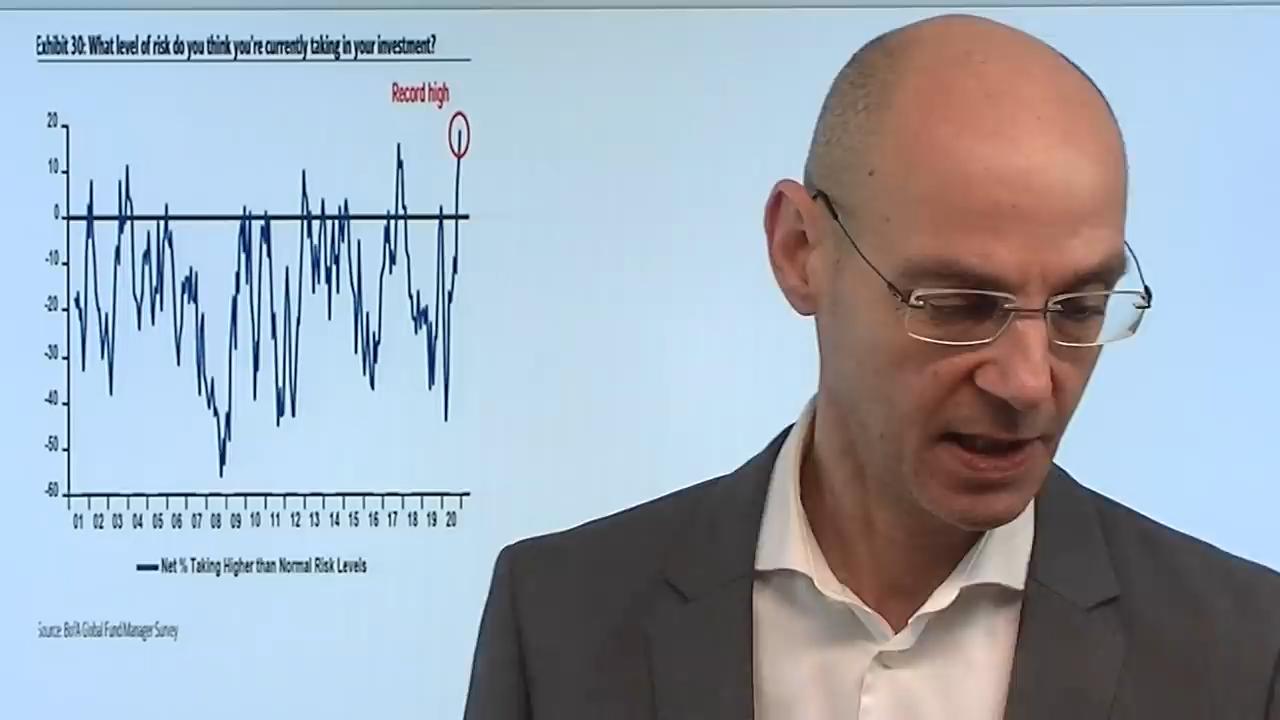 Exhibit 30: What level of risk do you think you're currently taking in your investment?
Record high
20
10
0
-10
-20
-30
-40
-50
-60
01 02 03 04 05 06 07 08 09 10 11 12 13 14 15 16 17 18 19 20
Net % Taking Higher than Normal Risk Levels
Source: BofA Global Fund Manager Survey